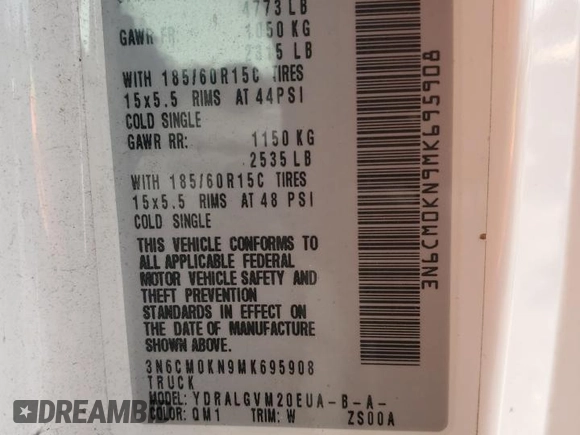 4773 LB
GAWR FR: 1050 KG
2315 LB
WITH 185/60R15C TIRES
15x5.5 RIMS AT 44PSI
COLD SINGLE
GAWR RR: 1150 KG
2535 LB
WITH 185/60R15C TIRES
15x5.5 RIMS AT 48 PSI
COLD SINGLE
THIS VEHICLE CONFORMS TO
ALL APPLICABLE FEDERAL
MOTOR VEHICLE SAFETY AND
THEFT PREVENTION
STANDARDS IN EFFECT ON
THE DATE OF MANUFACTURE
SHOWN ABOVE.
3N6CM0KN9MK695908
TRUCK
MODEL: YDRALGVM20EUA-B-A-
COLOR: QM1 TRIM: W ZS00A
3N6CM0KN9MK695908